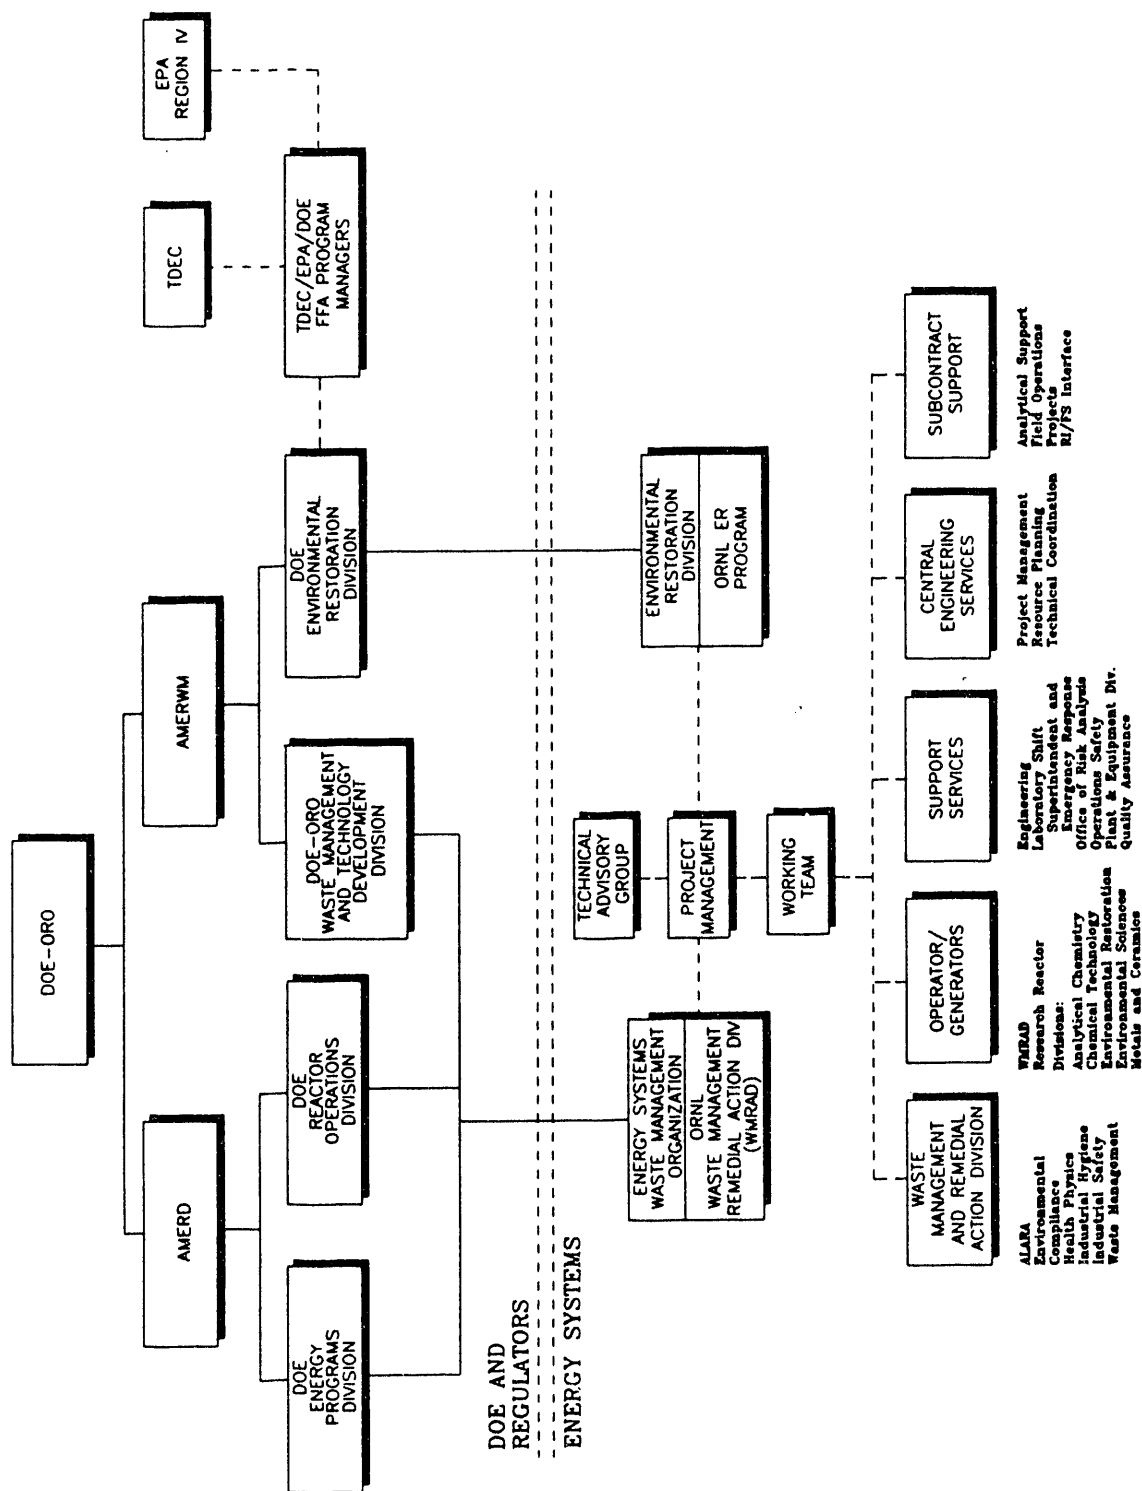 DOE-ORO
AMERD
AMERWM
TDEC
EPA
REGION IV
DOE
ENERGY
PROGRAMS
DIVISION
DOE
REACTOR
OPERATIONS
DIVISION
DOE-ORO
WASTE MANAGEMENT
AND TECHNOLOGY
DEVELOPMENT
DIVISION
DOE
ENVIRONMENTAL
RESTORATION
DIVISION
TDEC/EPA/DOE
FFA PROGRAM
MANAGERS
DOE AND
REGULATORS
ENERGY SYSTEMS
TECHNICAL
ADVISORY
GROUP
ENERGY SYSTEMS
WASTE MANAGEMENT
ORGANIZATION
ORNL
WASTE MANAGEMENT
REMEDIAL ACTION DIV
(WMRAD)
PROJECT
MANAGEMENT
ENVIRONMENTAL
RESTORATION
DIVISION
ORNL ER
PROGRAM
WORKING
TEAM
WASTE
MANAGEMENT
AND REMEDIAL
ACTION DIVISION
ALARA
Environmental
Compliance
Health Physics
Industrial Hygiene
Industrial Safety
Waste Management
OPERATOR/
GENERATORS
WMRAD
Research Reactor
Divisions:
Analytical Chemistry
Chemical Technology
Environmental Restoration
Environmental Sciences
Metals and Ceramics
SUPPORT
SERVICES
Engineering
Laboratory Shift
Superintendent and
Emergency Response
Office of Risk Analysis
Operations Safety
Plant & Equipment Div.
Quality Assurance
CENTRAL
ENGINEERING
SERVICES
Project Management
Resource Planning
Technical Coordination
SUBCONTRACT
SUPPORT
Analytical Support
Field Operations
Projects
RI/FS Interface